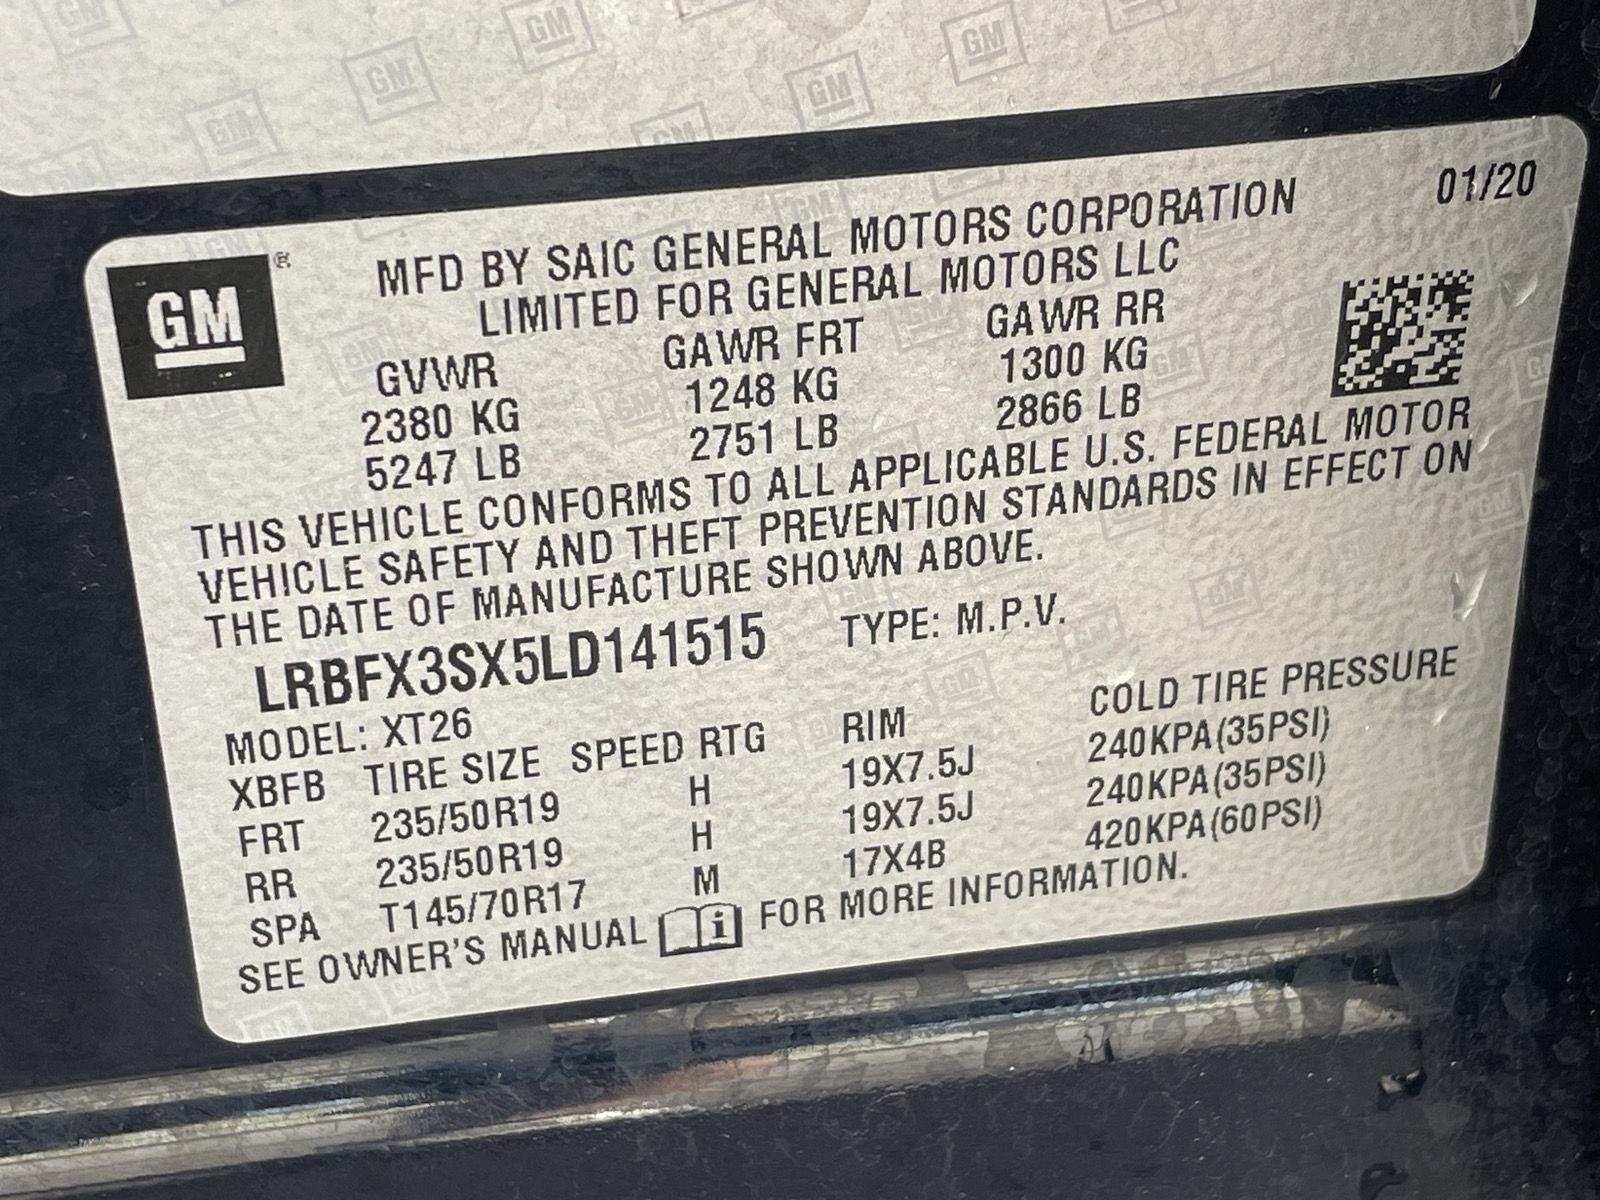 01/20
GM ®
MFD BY SAIC GENERAL MOTORS CORPORATION
LIMITED FOR GENERAL MOTORS LLC
GVWR GAWR FRT GAWR RR
2380 KG 1248 KG 1300 KG
5247 LB 2751 LB 2866 LB
THIS VEHICLE CONFORMS TO ALL APPLICABLE U.S. FEDERAL MOTOR
VEHICLE SAFETY AND THEFT PREVENTION STANDARDS IN EFFECT ON
THE DATE OF MANUFACTURE SHOWN ABOVE.
LRBFX3SX5LD141515 TYPE: M.P.V.
MODEL: XT26
XBFB TIRE SIZE SPEED RTG RIM COLD TIRE PRESSURE
FRT 235/50R19 H 19X7.5J 240KPA(35PSI)
RR 235/50R19 H 19X7.5J 240KPA(35PSI)
SPA T145/70R17 M 17X4B 420KPA(60PSI)
SEE OWNER'S MANUAL i FOR MORE INFORMATION.